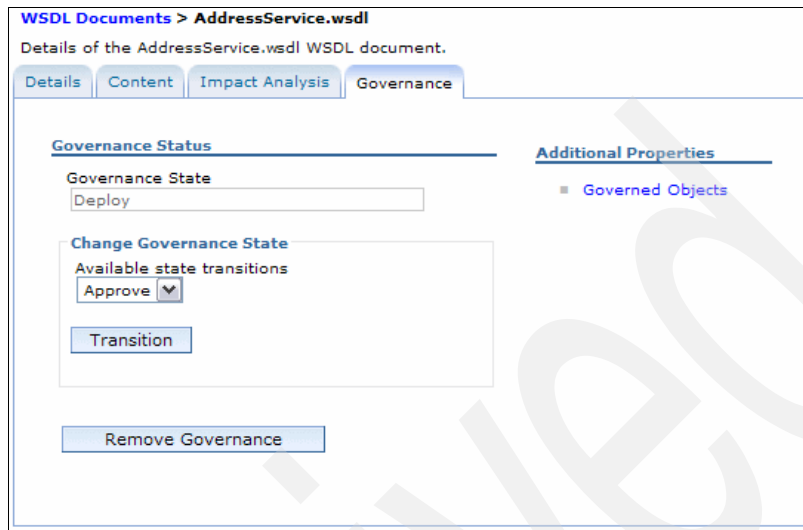 WSDL Documents > AddressService.wsdl
Details of the AddressService.wsdl WSDL document.
Details Content Impact Analysis Governance
Governance Status
Governance State
Deploy
Change Governance State
Available state transitions
Approve
Transition
Remove Governance
Additional Properties
Governed Objects